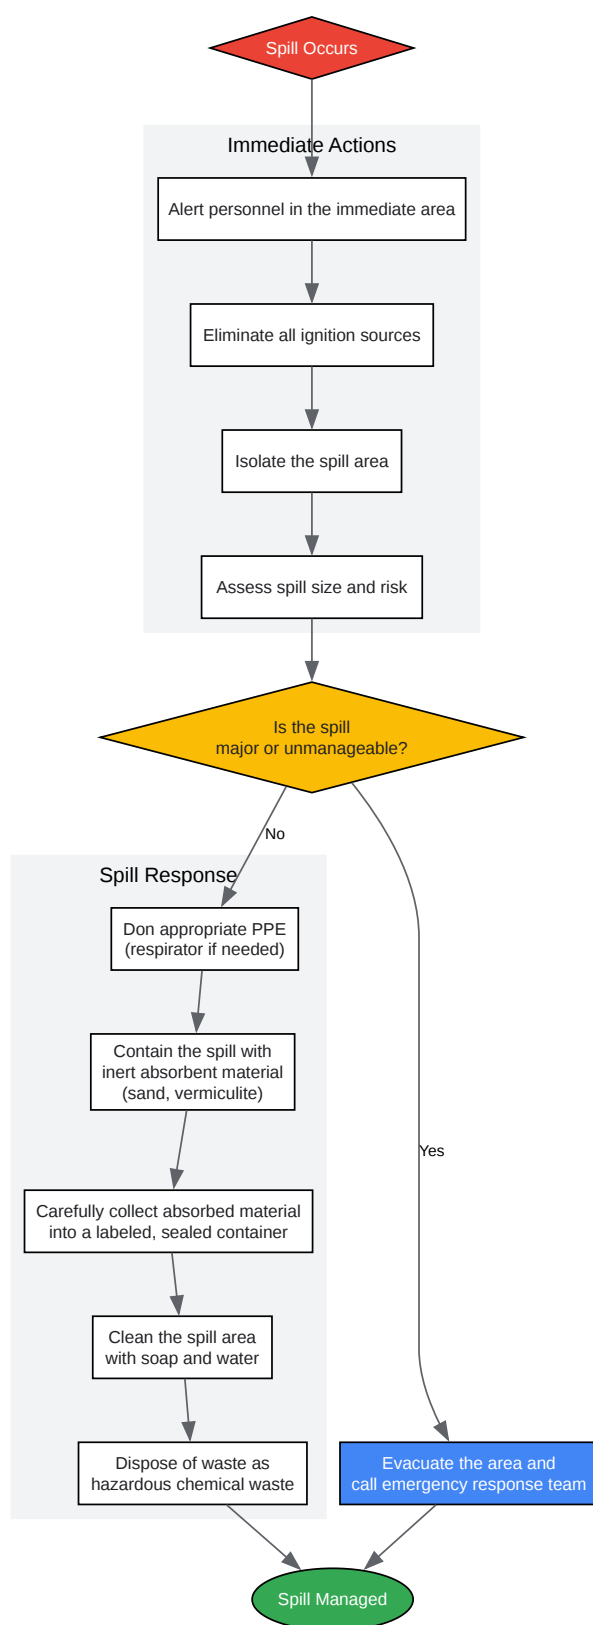 Spill Occurs
Immediate Actions
Alert personnel in the immediate area
Eliminate all ignition sources
Isolate the spill area
Assess spill size and risk
Is the spill
major or unmanageable?
No
Spill Response
Don appropriate PPE
(respirator if needed)
Contain the spill with
inert absorbent material
(sand, vermiculite)
Yes
Carefully collect absorbed material
into a labeled, sealed container
Clean the spill area
with soap and water
Dispose of waste as
hazardous chemical waste
Evacuate the area and
call emergency response team
Spill Managed